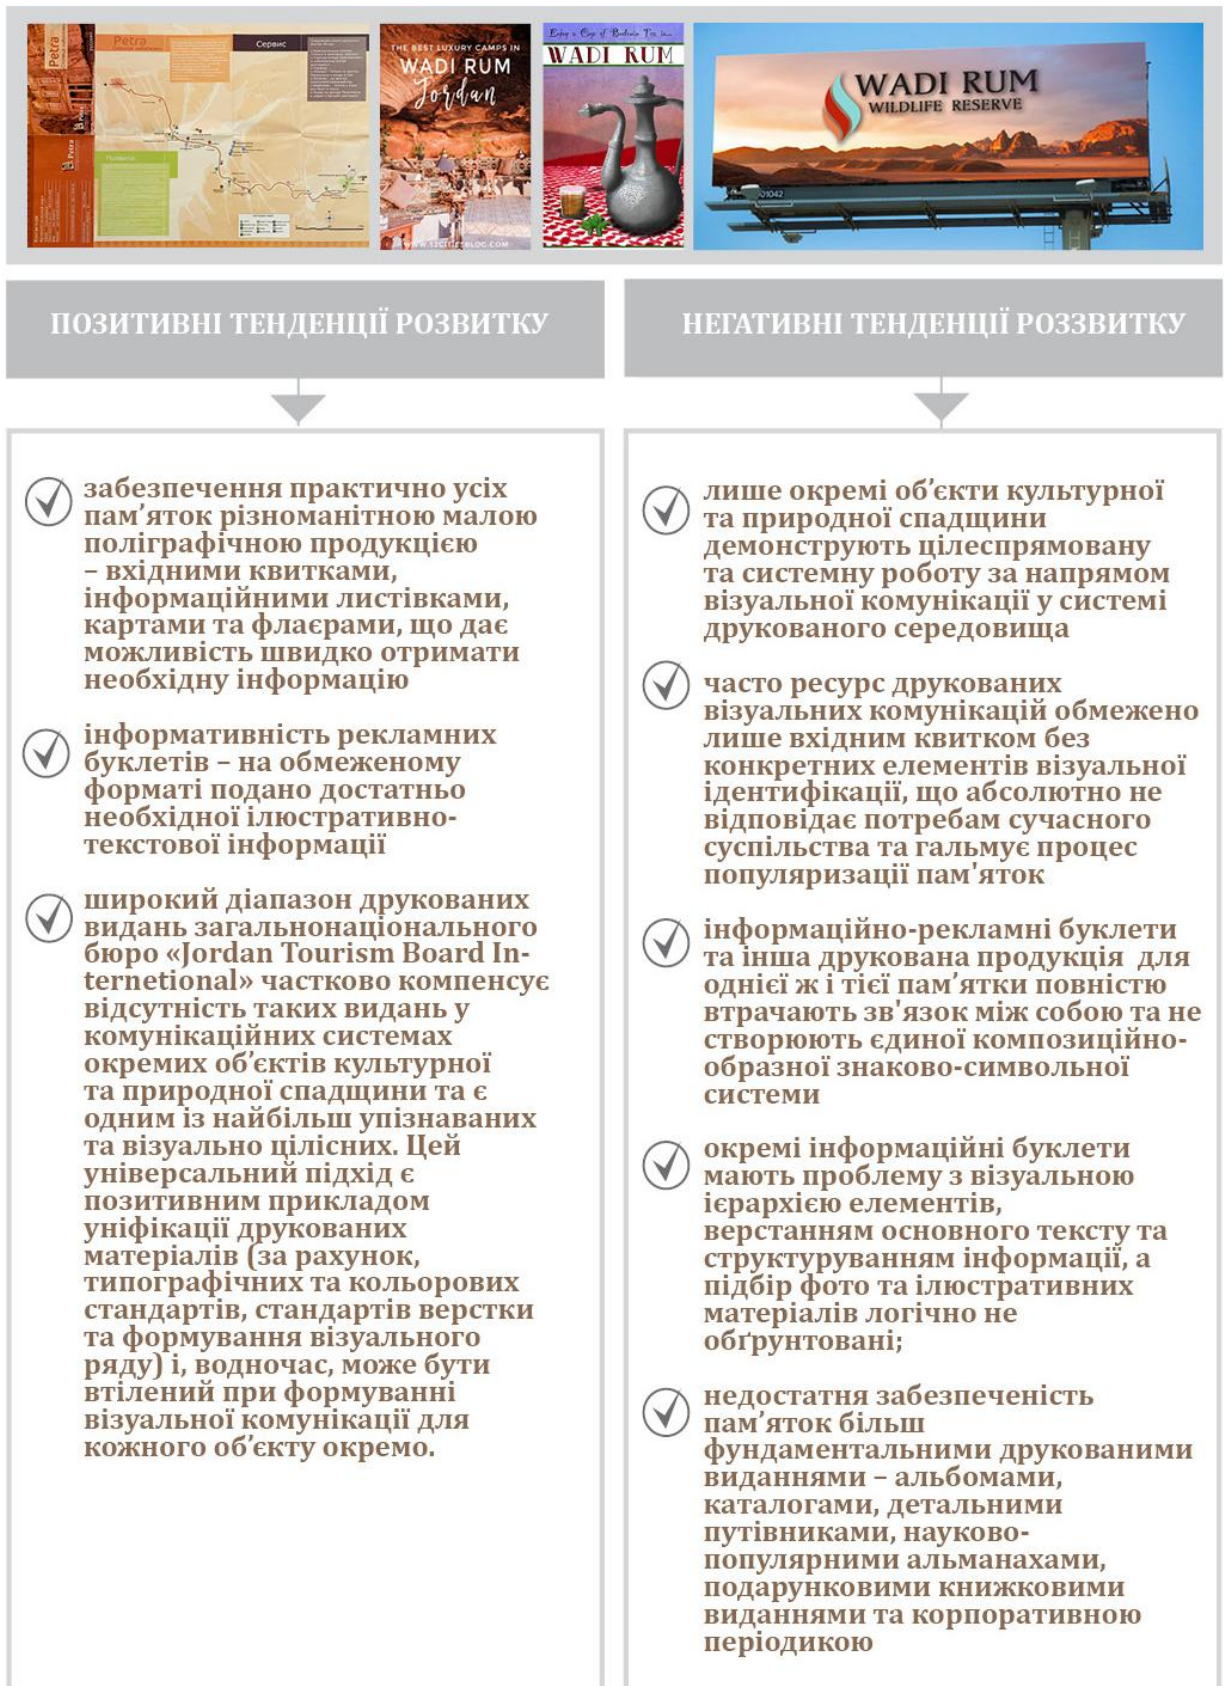 Petra
Petra
Сервис
Petra
THE BEST LUXURY CAMPS IN
WADI RUM
Jordan
WWW.12CITIESBLOG.COM
Enjoy a Cup of Bedouin Tea in...
WADI RUM
WADI RUM
WILDLIFE RESERVE
01042
ПОЗИТИВНІ ТЕНДЕНЦІЇ РОЗВИТКУ
забезпечення практично усіх
пам’яток різноманітною малою
поліграфічною продукцією
– вхідними квитками,
інформаційними листівками,
картами та флаєрами, що дає
можливість швидко отримати
необхідну інформацію
інформативність рекламних
буклетів – на обмеженому
форматі подано достатньо
необхідної ілюстративно-
текстової інформації
широкий діапазон друкованих
видань загальнонаціонального
бюро «Jordan Tourism Board In-
ternetional» частково компенсує
відсутність таких видань у
комунікаційних системах
окремих об’єктів культурної
та природної спадщини та є
одним із найбільш упізнаваних
та візуально цілісних. Цей
універсальний підхід є
позитивним прикладом
уніфікації друкованих
матеріалів (за рахунок,
типографічних та кольорових
стандартів, стандартів верстки
та формування візуального
ряду) і, водночас, може бути
втілений при формуванні
візуальної комунікації для
кожного об’єкту окремо.
НЕГАТИВНІ ТЕНДЕНЦІЇ РОЗЗВИТКУ
лише окремі об’єкти культурної
та природної спадщини
демонструють цілеспрямовану
та системну роботу за напрямом
візуальної комунікації у системі
друкованого середовища
часто ресурс друкованих
візуальних комунікацій обмежено
лише вхідним квитком без
конкретних елементів візуальної
ідентифікації, що абсолютно не
відповідає потребам сучасного
суспільства та гальмує процес
популяризації пам'яток
інформаційно-рекламні буклети
та інша друкована продукція  для
однієї ж і тієї пам’ятки повністю
втрачають зв'язок між собою та не
створюють єдиної композиційно-
образної знаково-символьної
системи
окремі інформаційні буклети
мають проблему з візуальною
ієрархією елементів,
верстанням основного тексту та
структуруванням інформації, а
підбір фото та ілюстративних
матеріалів логічно не
обґрунтовані;
недостатня забезпеченість
пам’яток більш
фундаментальними друкованими
виданнями – альбомами,
каталогами, детальними
путівниками, науково-
популярними альманахами,
подарунковими книжковими
виданнями та корпоративною
періодикою